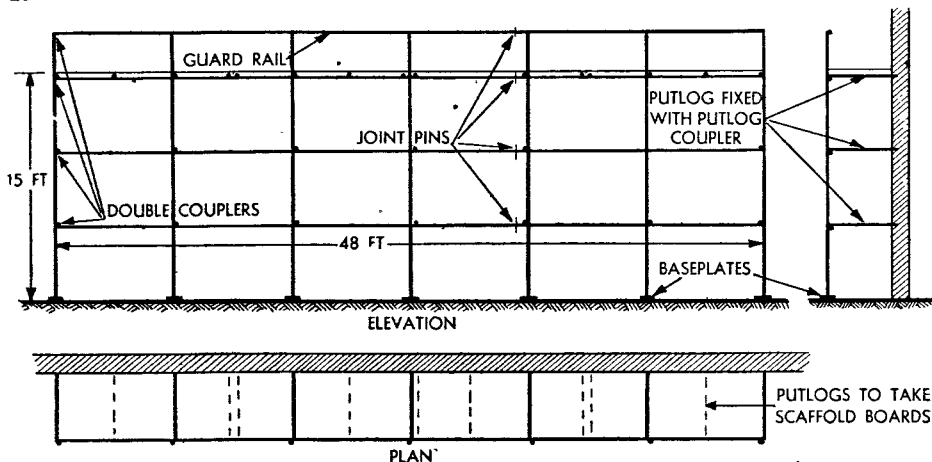 GUARD RAIL
PUTLOG FIXED
WITH PUTLOG
COUPLER
JOINT PINS
15 FT
DOUBLE COUPLERS
48 FT
BASEPLATES
ELEVATION
PUTLOGS TO TAKE
SCAFFOLD BOARDS
PLAN